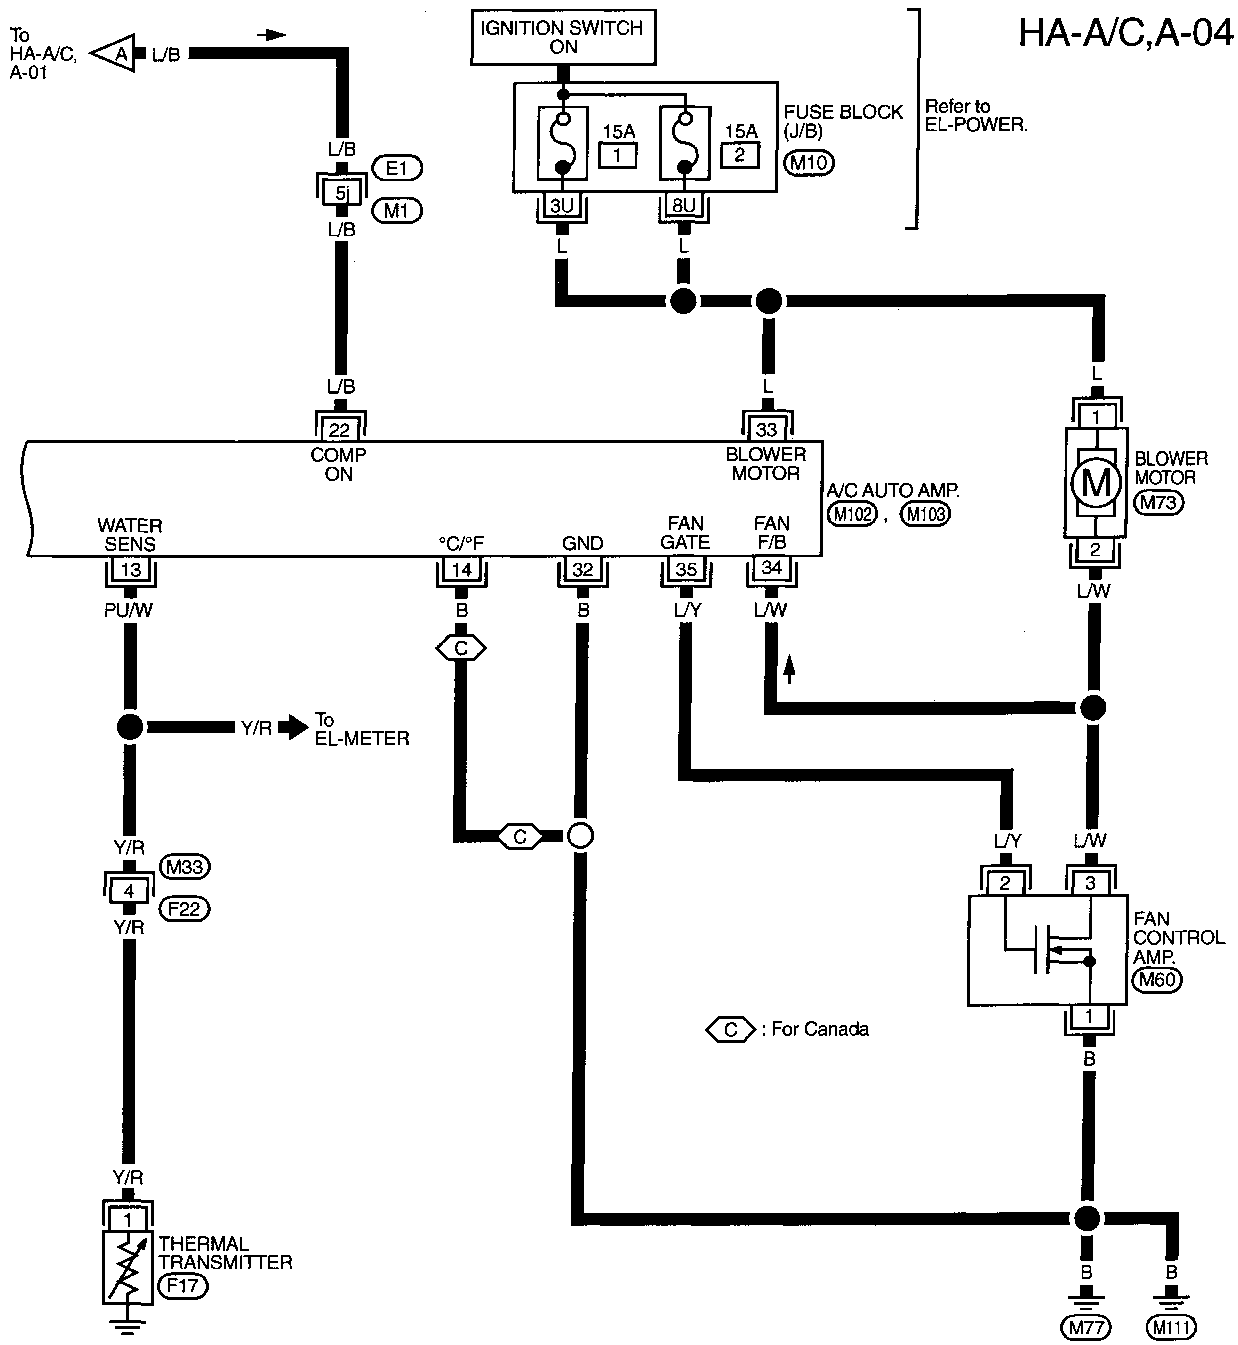 HA-A/C,A-04
To
HA-A/C,
A-01
A
L/B
IGNITION SWITCH
ON
FUSE BLOCK
(J/B)
M10
Refer to
EL-POWER.
15A
1
15A
2
3U
8U
L
L
L/B
E1
5j
M1
L/B
L/B
L
L
22
33
1
COMP
ON
BLOWER
MOTOR
A/C AUTO AMP.
M102 , M103
M
BLOWER
MOTOR
M73
2
L/W
WATER
SENS
°C/°F
GND
FAN
GATE
FAN
F/B
13
14
32
35
34
PU/W
B
B
L/Y
L/W
C
Y/R
To
EL-METER
C
Y/R
M33
4
F22
Y/R
L/Y
L/W
2
3
FAN
CONTROL
AMP.
M60
1
B
C : For Canada
Y/R
1
THERMAL
TRANSMITTER
F17
B
B
M77
M111